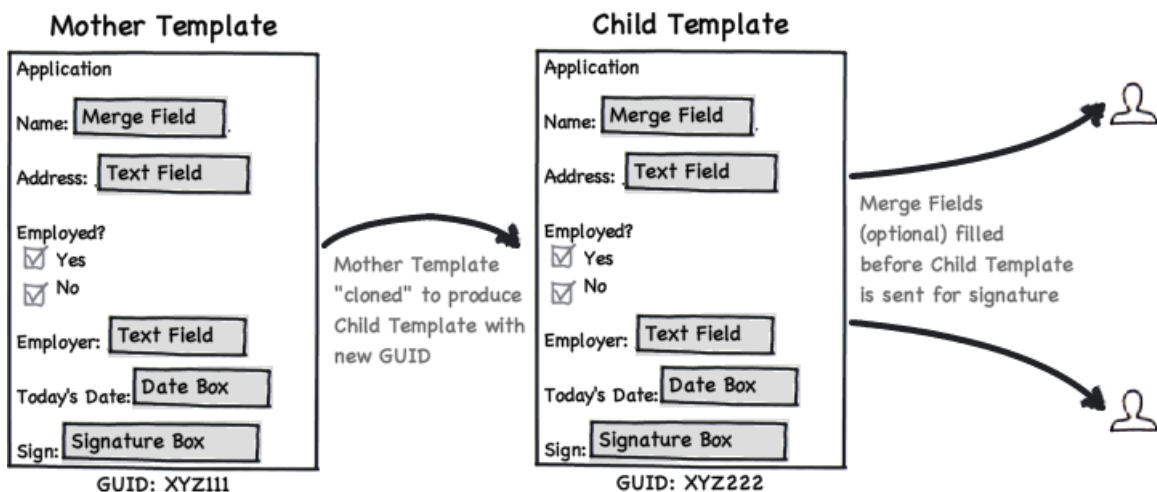 Mother Template
Application
Name: Merge Field
Address: Text Field
Employed?
Yes
No
Employer: Text Field
Today's Date: Date Box
Sign: Signature Box
GUID: XYZ111
Mother Template
"cloned" to produce
Child Template with
new GUID
Child Template
Application
Name: Merge Field
Address: Text Field
Employed?
Yes
No
Employer: Text Field
Today's Date: Date Box
Sign: Signature Box
GUID: XYZ222
Merge Fields
(optional) filled
before Child Template
is sent for signature